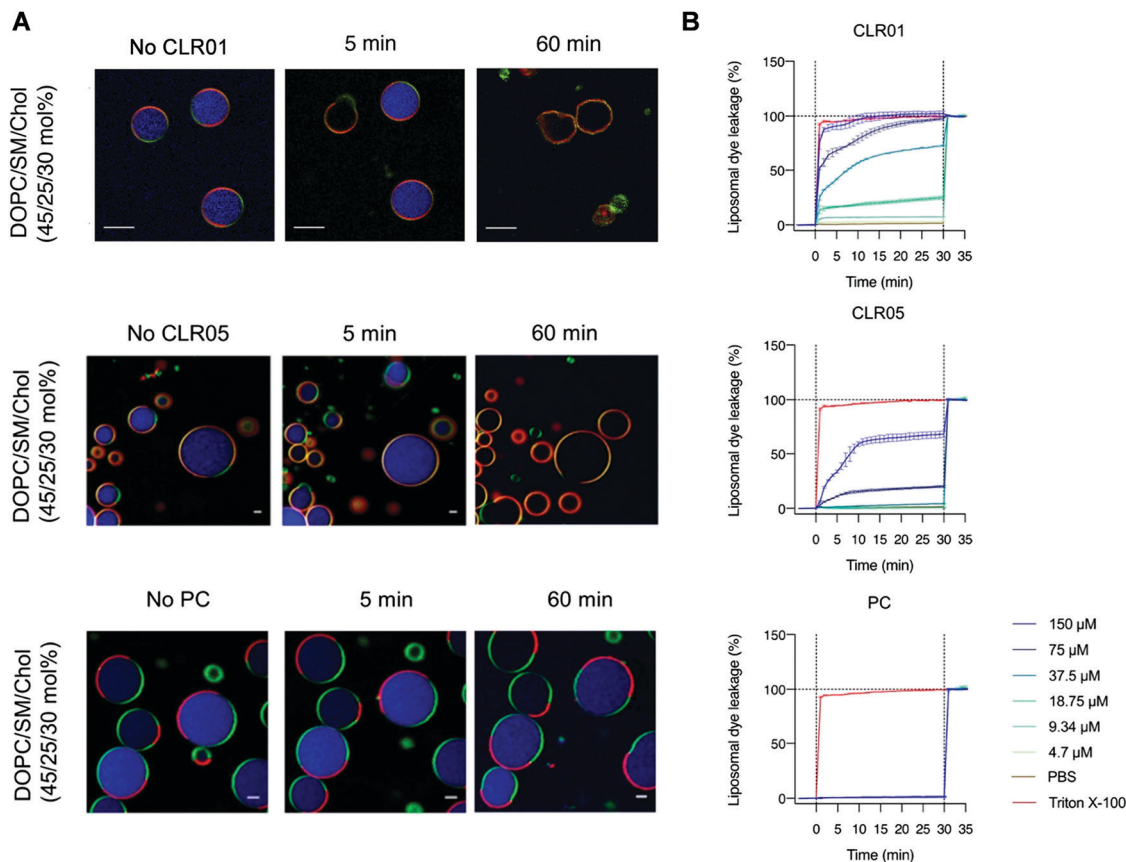 A
No CLR01
5 min
60 min
DOPC/SM/Chol
(45/25/30 mol%)
No CLR05
5 min
60 min
DOPC/SM/Chol
(45/25/30 mol%)
No PC
5 min
60 min
DOPC/SM/Chol
(45/25/30 mol%)
B
CLR01
Liposomal dye leakage (%)
150
100
50
0
0 5 10 15 20 25 30 35
Time (min)
CLR05
Liposomal dye leakage (%)
150
100
50
0
0 5 10 15 20 25 30 35
Time (min)
PC
Liposomal dye leakage (%)
150
100
50
0
0 5 10 15 20 25 30 35
Time (min)
150 µM
75 µM
37.5 µM
18.75 µM
9.34 µM
4.7 µM
PBS
Triton X-100